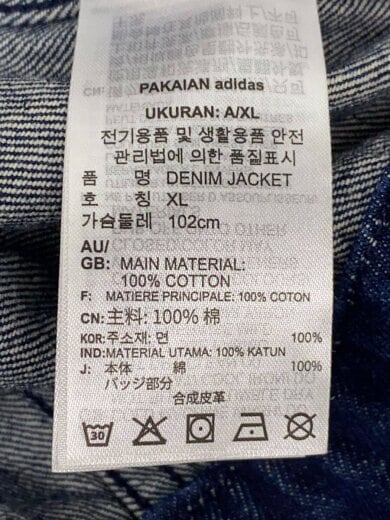 PAKAIAN adidas
UKURAN: A/XL
전기용품 및 생활용품 안전
관리법에 의한 품질표시
품 명 DENIM JACKET
호 칭 XL
가슴둘레 102cm
AU/
GB: MAIN MATERIAL:
100% COTTON
F: MATIERE PRINCIPALE: 100% COTON
CN: 主料: 100% 棉
KOR: 주소재: 면 100%
IND: MATERIAL UTAMA: 100% KATUN
J: 本体 綿 100%
バッジ部分
合成皮革
30